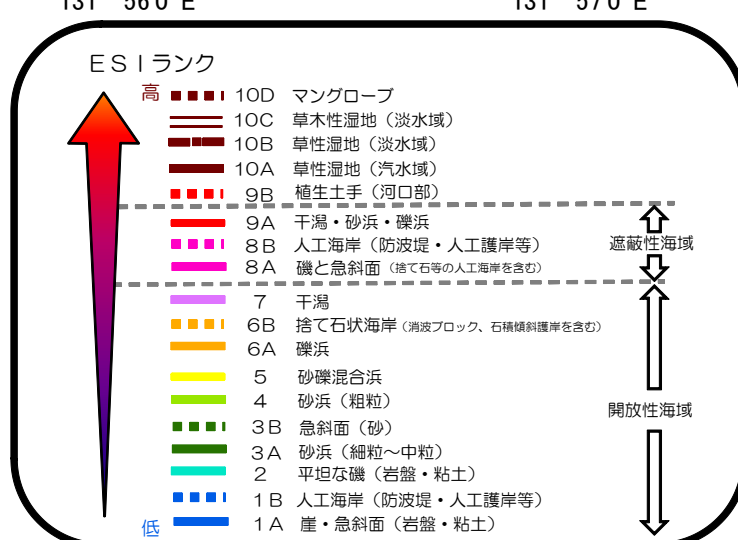 131° 56′0″E 131° 57′0″E
ESIランク
高
10D マングローブ
10C 草木性湿地（淡水域）
10B 草性湿地（淡水域）
10A 草性湿地（汽水域）
9B 植生土手（河口部）
9A 干潟・砂浜・礫浜
8B 人工海岸（防波堤・人工護岸等）
遮蔽性海域
8A 磯と急斜面（捨て石等の人工海岸を含む）
7 干潟
6B 捨て石状海岸（消波ブロック、石積傾斜護岸を含む）
6A 礫浜
5 砂礫混合浜
4 砂浜（粗粒）
開放性海域
3B 急斜面（砂）
3A 砂浜（細粒～中粒）
2 平坦な磯（岩盤・粘土）
1B 人工海岸（防波堤・人工護岸等）
1A 崖・急斜面（岩盤・粘土）
低